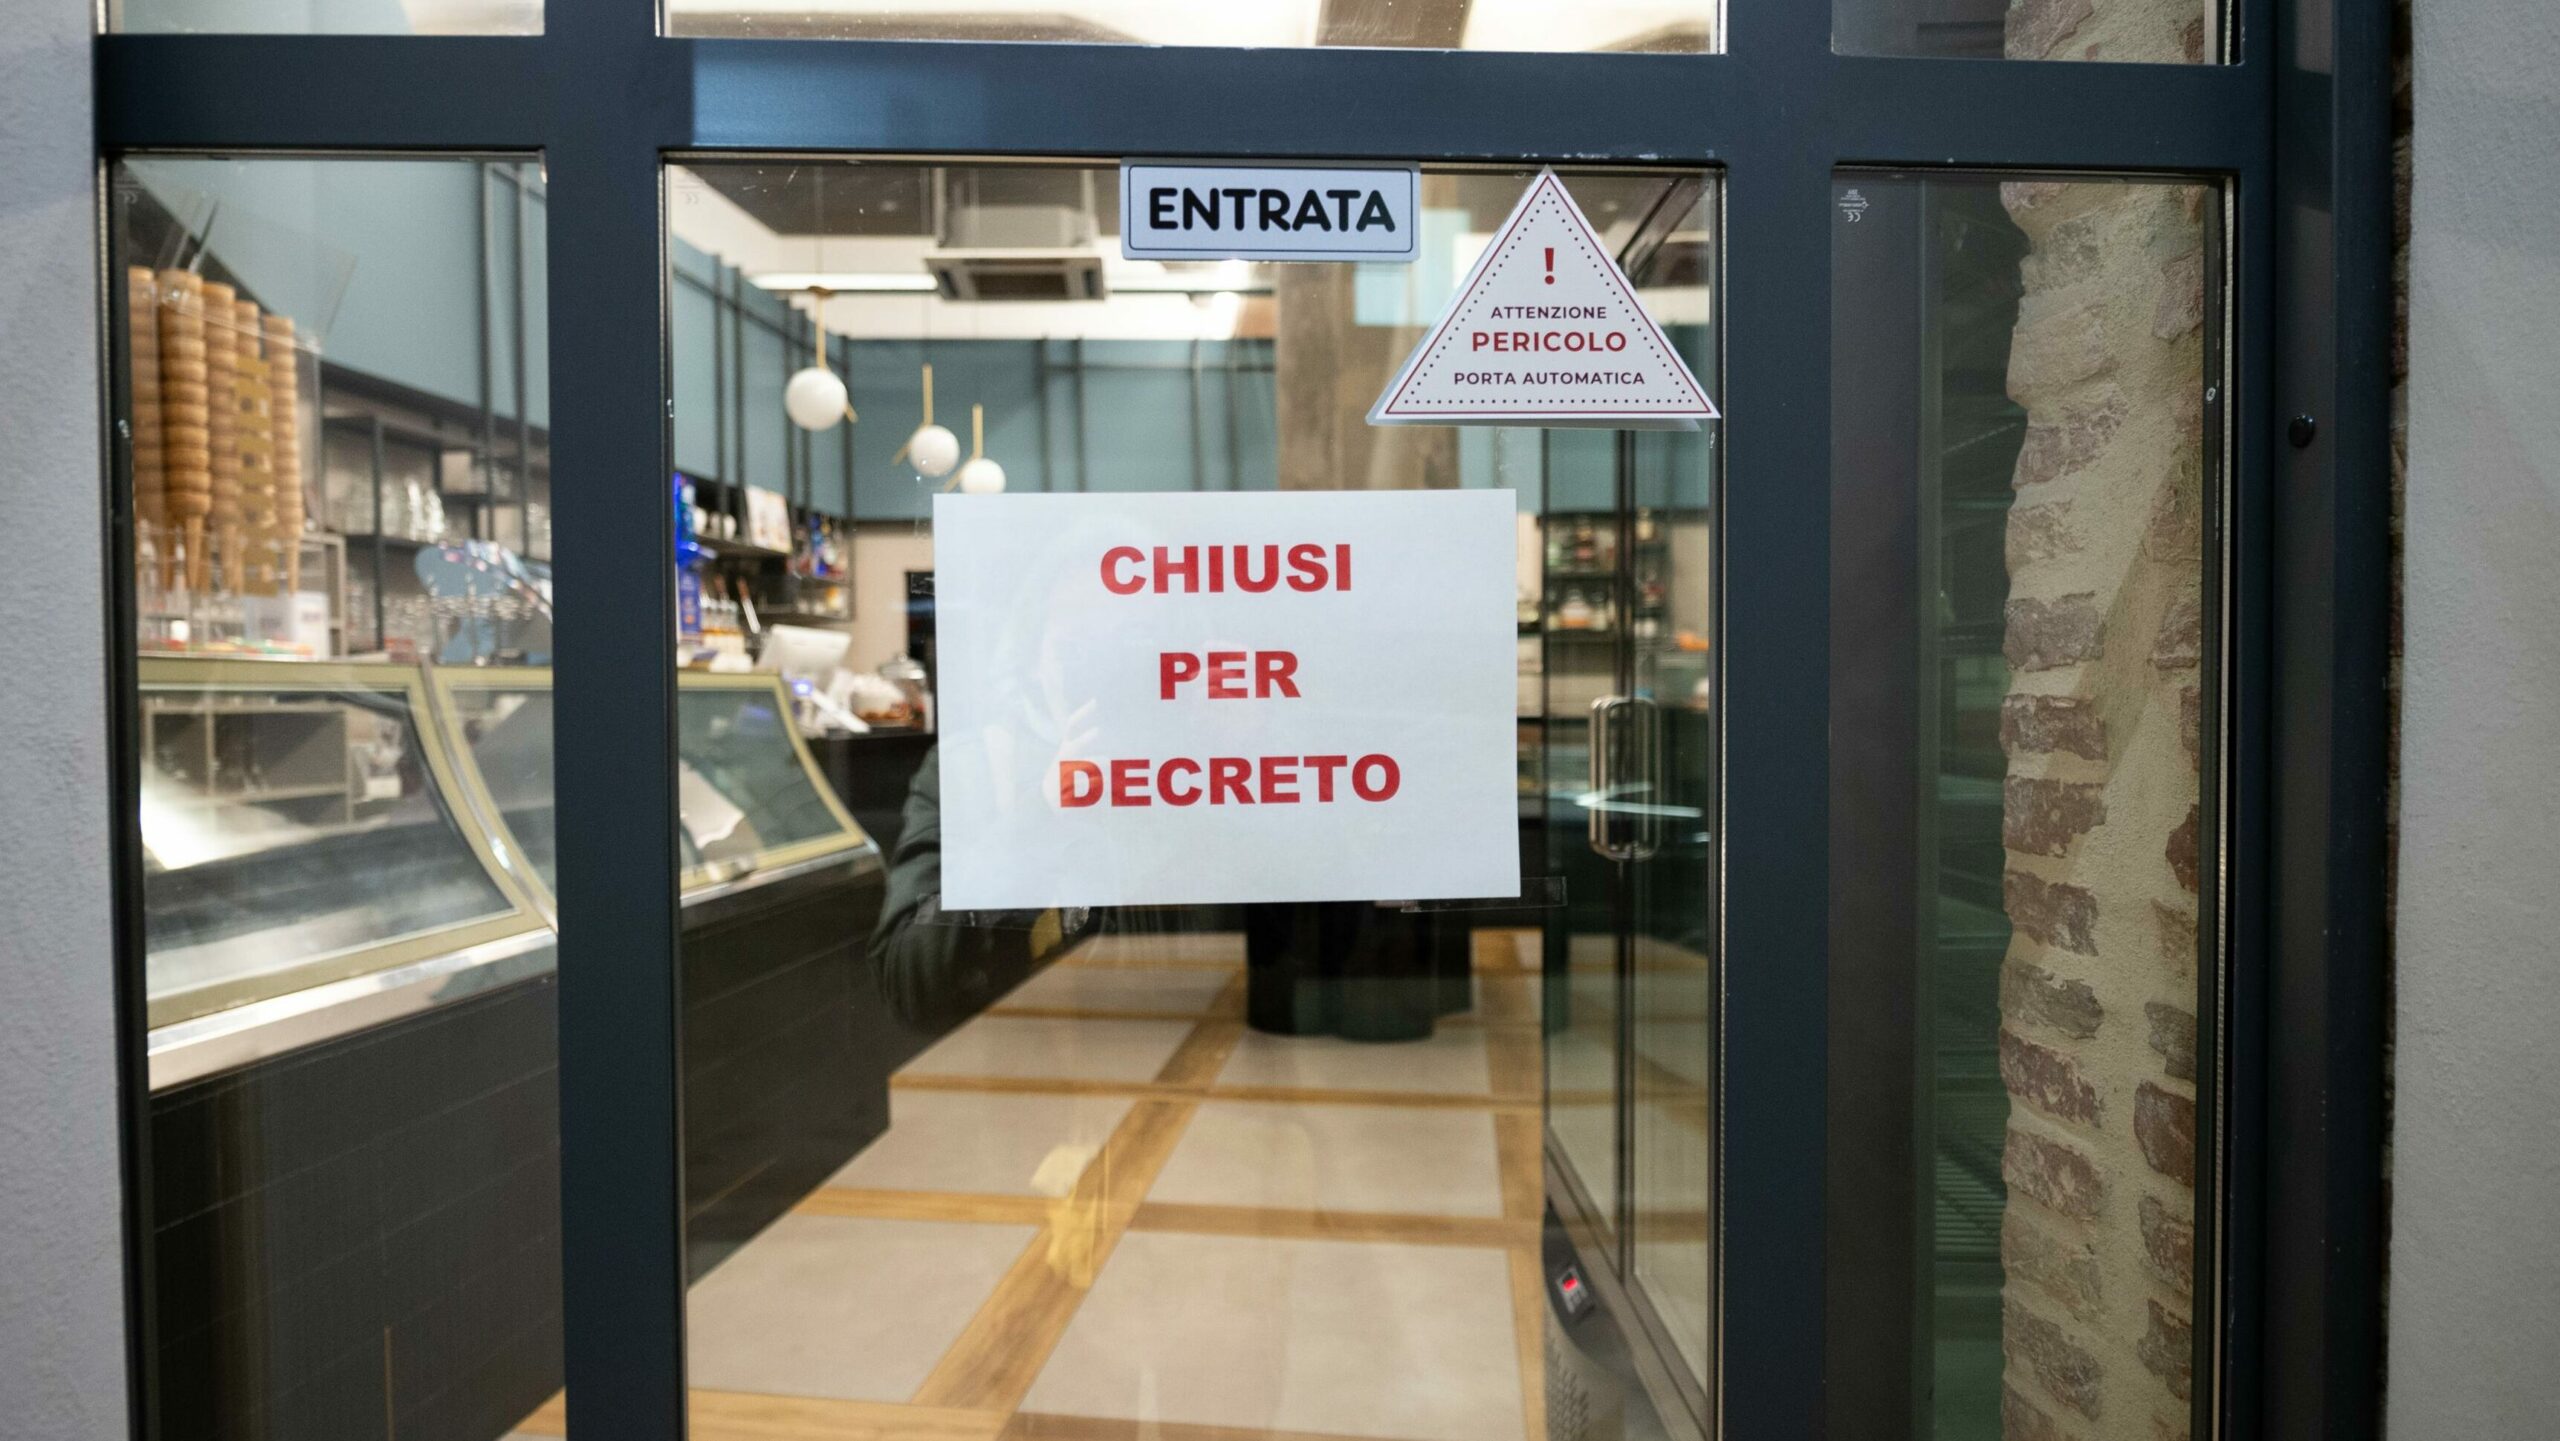 ENTRATA
!
ATTENZIONE
PERICOLO
PORTA AUTOMATICA
CHIUSI
PER
DECRETO